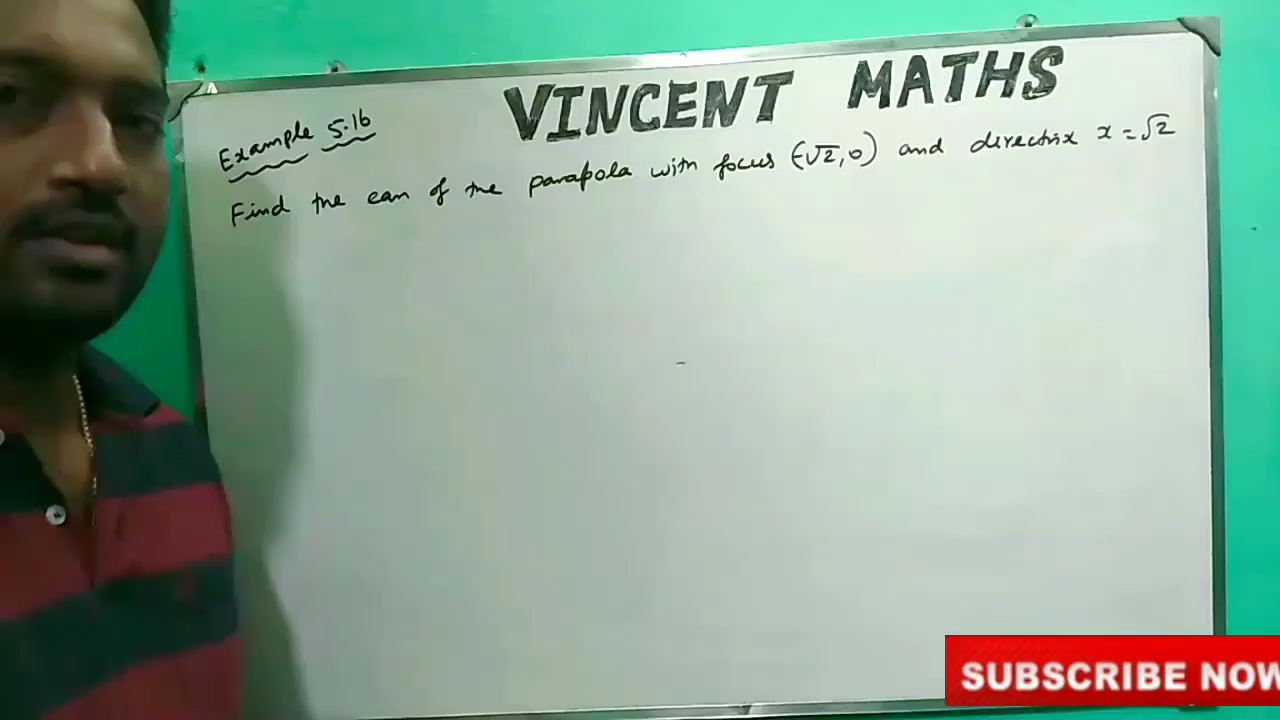 VINCENT MATHS
Example 5.16
Find the eqn of the parabola with focus (-√2, 0) and directrix x = √2
SUBSCRIBE NOW